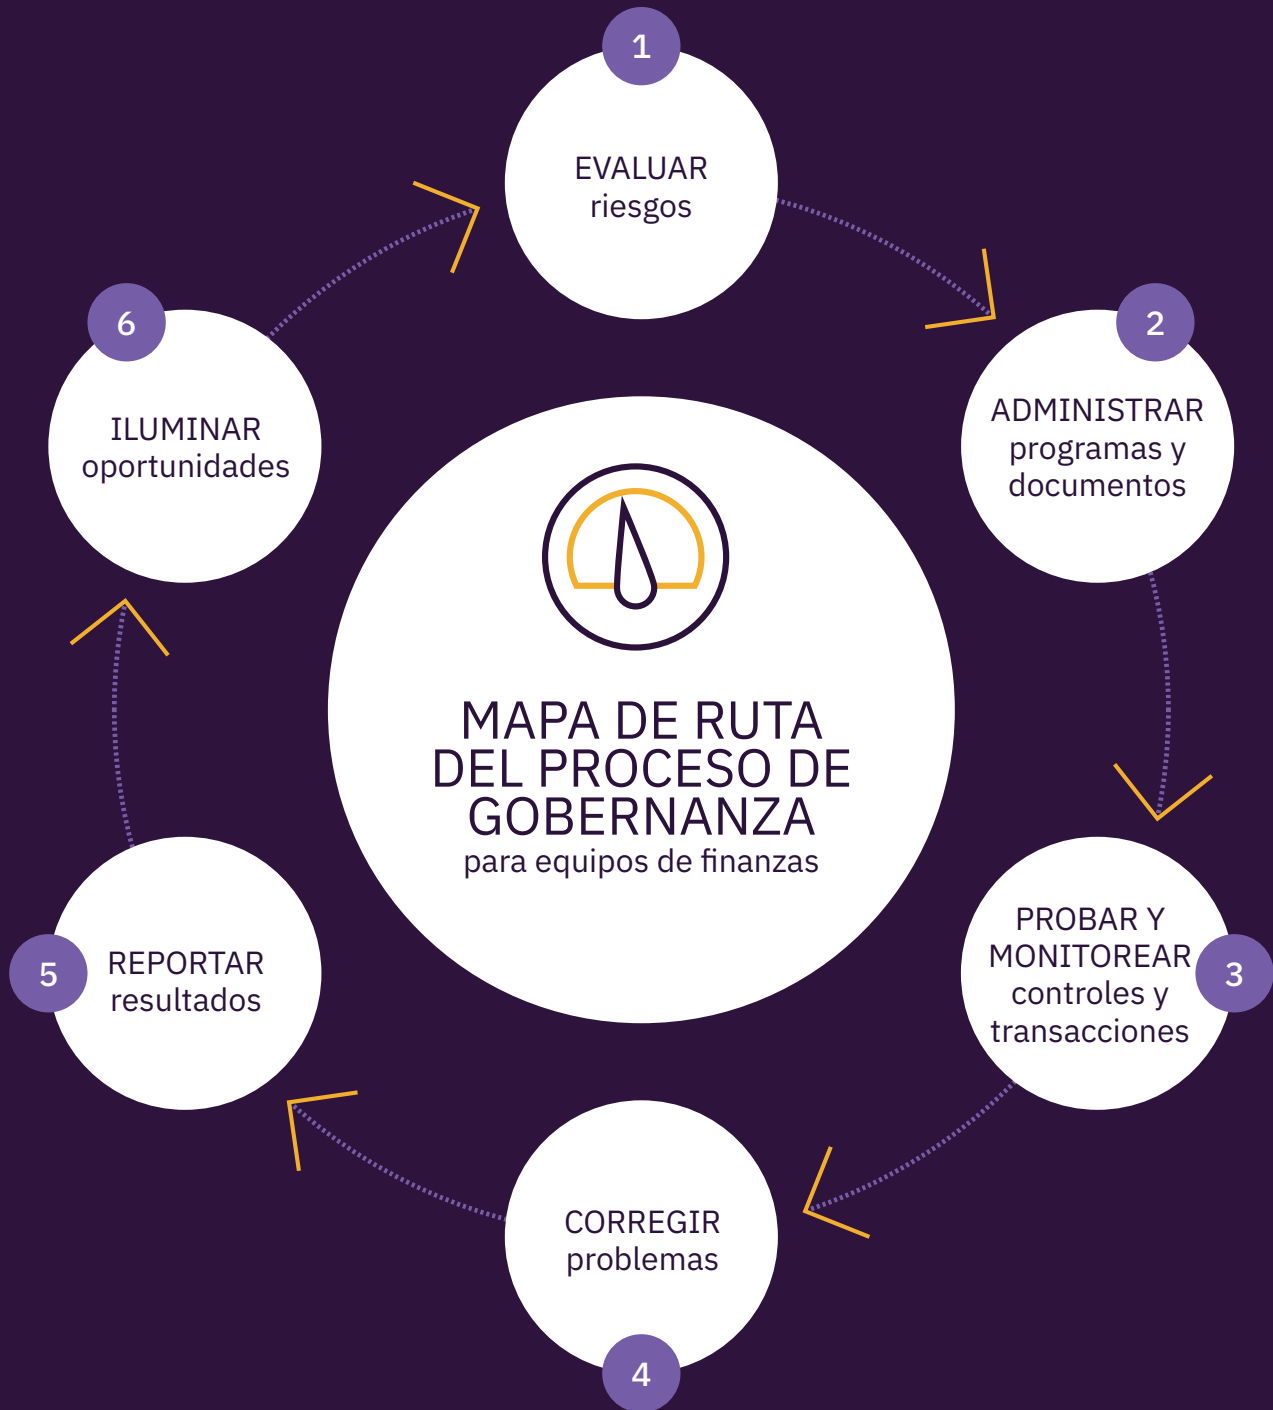 1
EVALUAR
riesgos
2
ADMINISTRAR
programas y
documentos
3
PROBAR Y
MONITOREAR
controles y
transacciones
4
CORREGIR
problemas
5
REPORTAR
resultados
6
ILUMINAR
oportunidades
MAPA DE RUTA
DEL PROCESO DE
GOBERNANZA
para equipos de finanzas